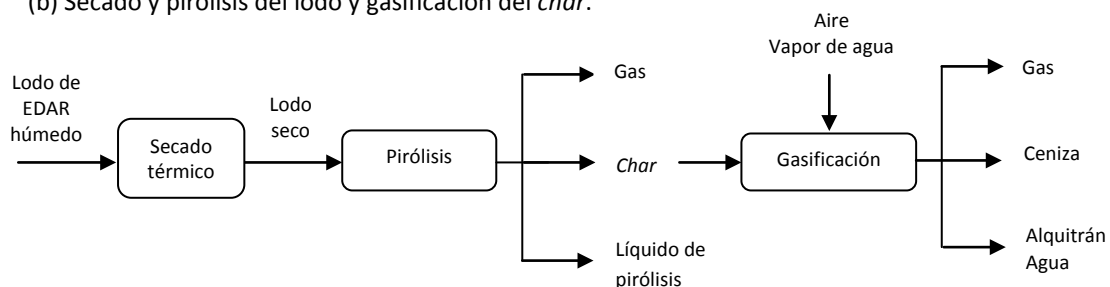 (b) Secado y pirólisis del lodo y gasificación del char.
Aire
Vapor de agua
Lodo de
EDAR
húmedo
Secado
térmico
Lodo
seco
Pirólisis
Gas
Char
Líquido de
pirólisis
Gasificación
Gas
Ceniza
Alquitrán
Agua